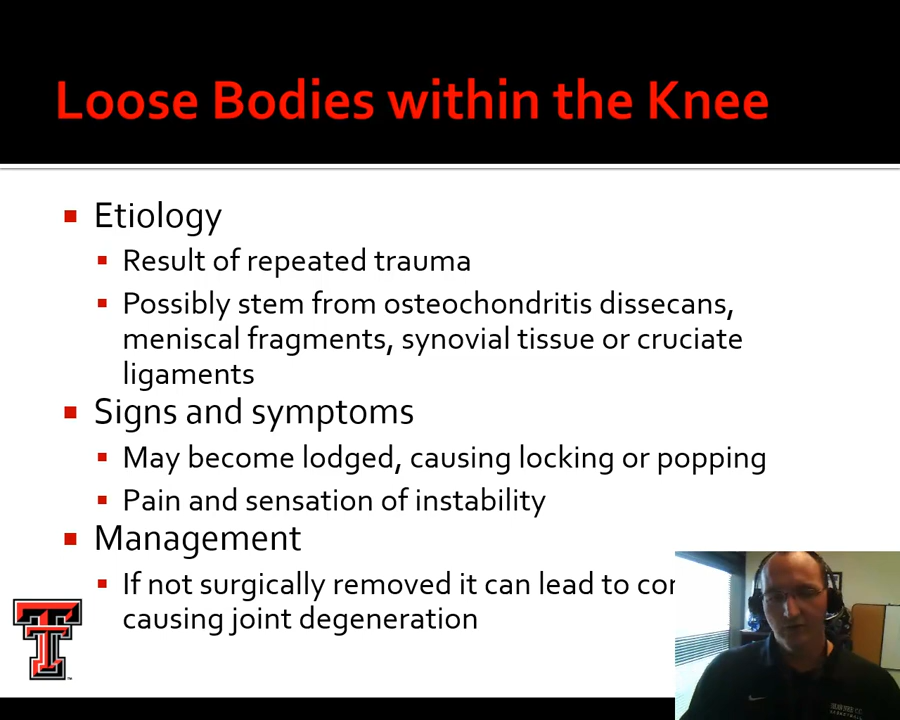 Loose Bodies within the Knee
Etiology
Result of repeated trauma
Possibly stem from osteochondritis dissecans,
meniscal fragments, synovial tissue or cruciate
ligaments
Signs and symptoms
May become lodged, causing locking or popping
Pain and sensation of instability
Management
If not surgically removed it can lead to
causing joint degeneration